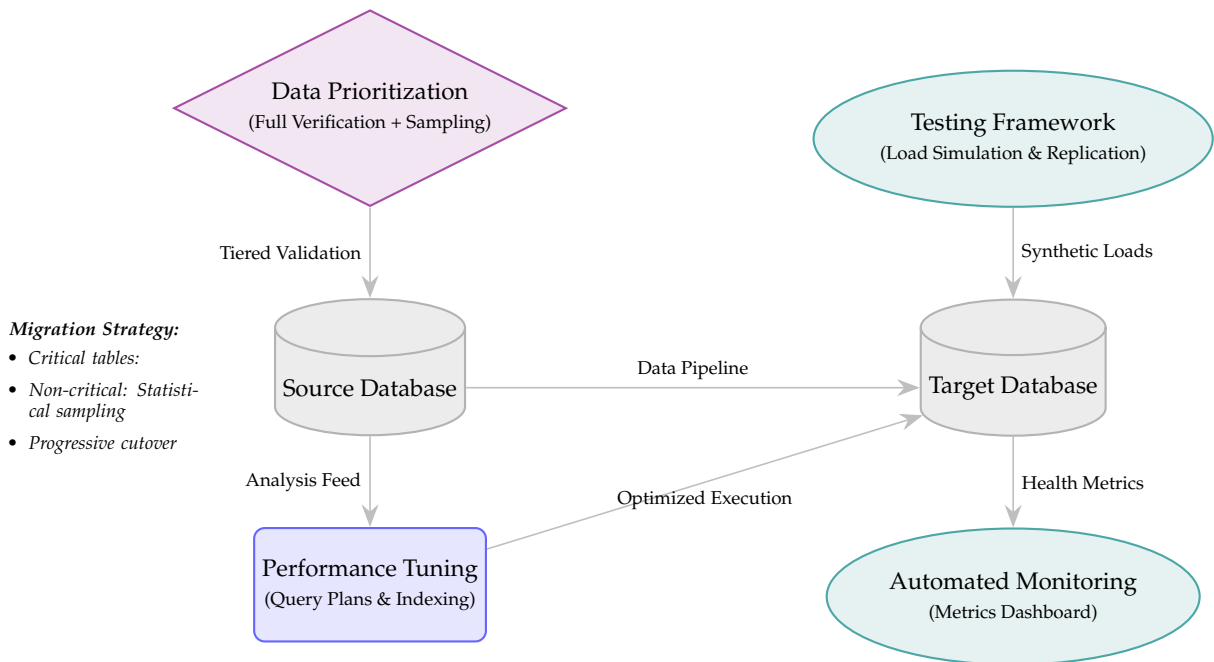 Data Prioritization
(Full Verification + Sampling)
Testing Framework
(Load Simulation & Replication)
Tiered Validation
Synthetic Loads
Migration Strategy:
• Critical tables:
• Non-critical: Statisti-
cal sampling
• Progressive cutover
Source Database
Data Pipeline
Target Database
Analysis Feed
Optimized Execution
Health Metrics
Performance Tuning
(Query Plans & Indexing)
Automated Monitoring
(Metrics Dashboard)